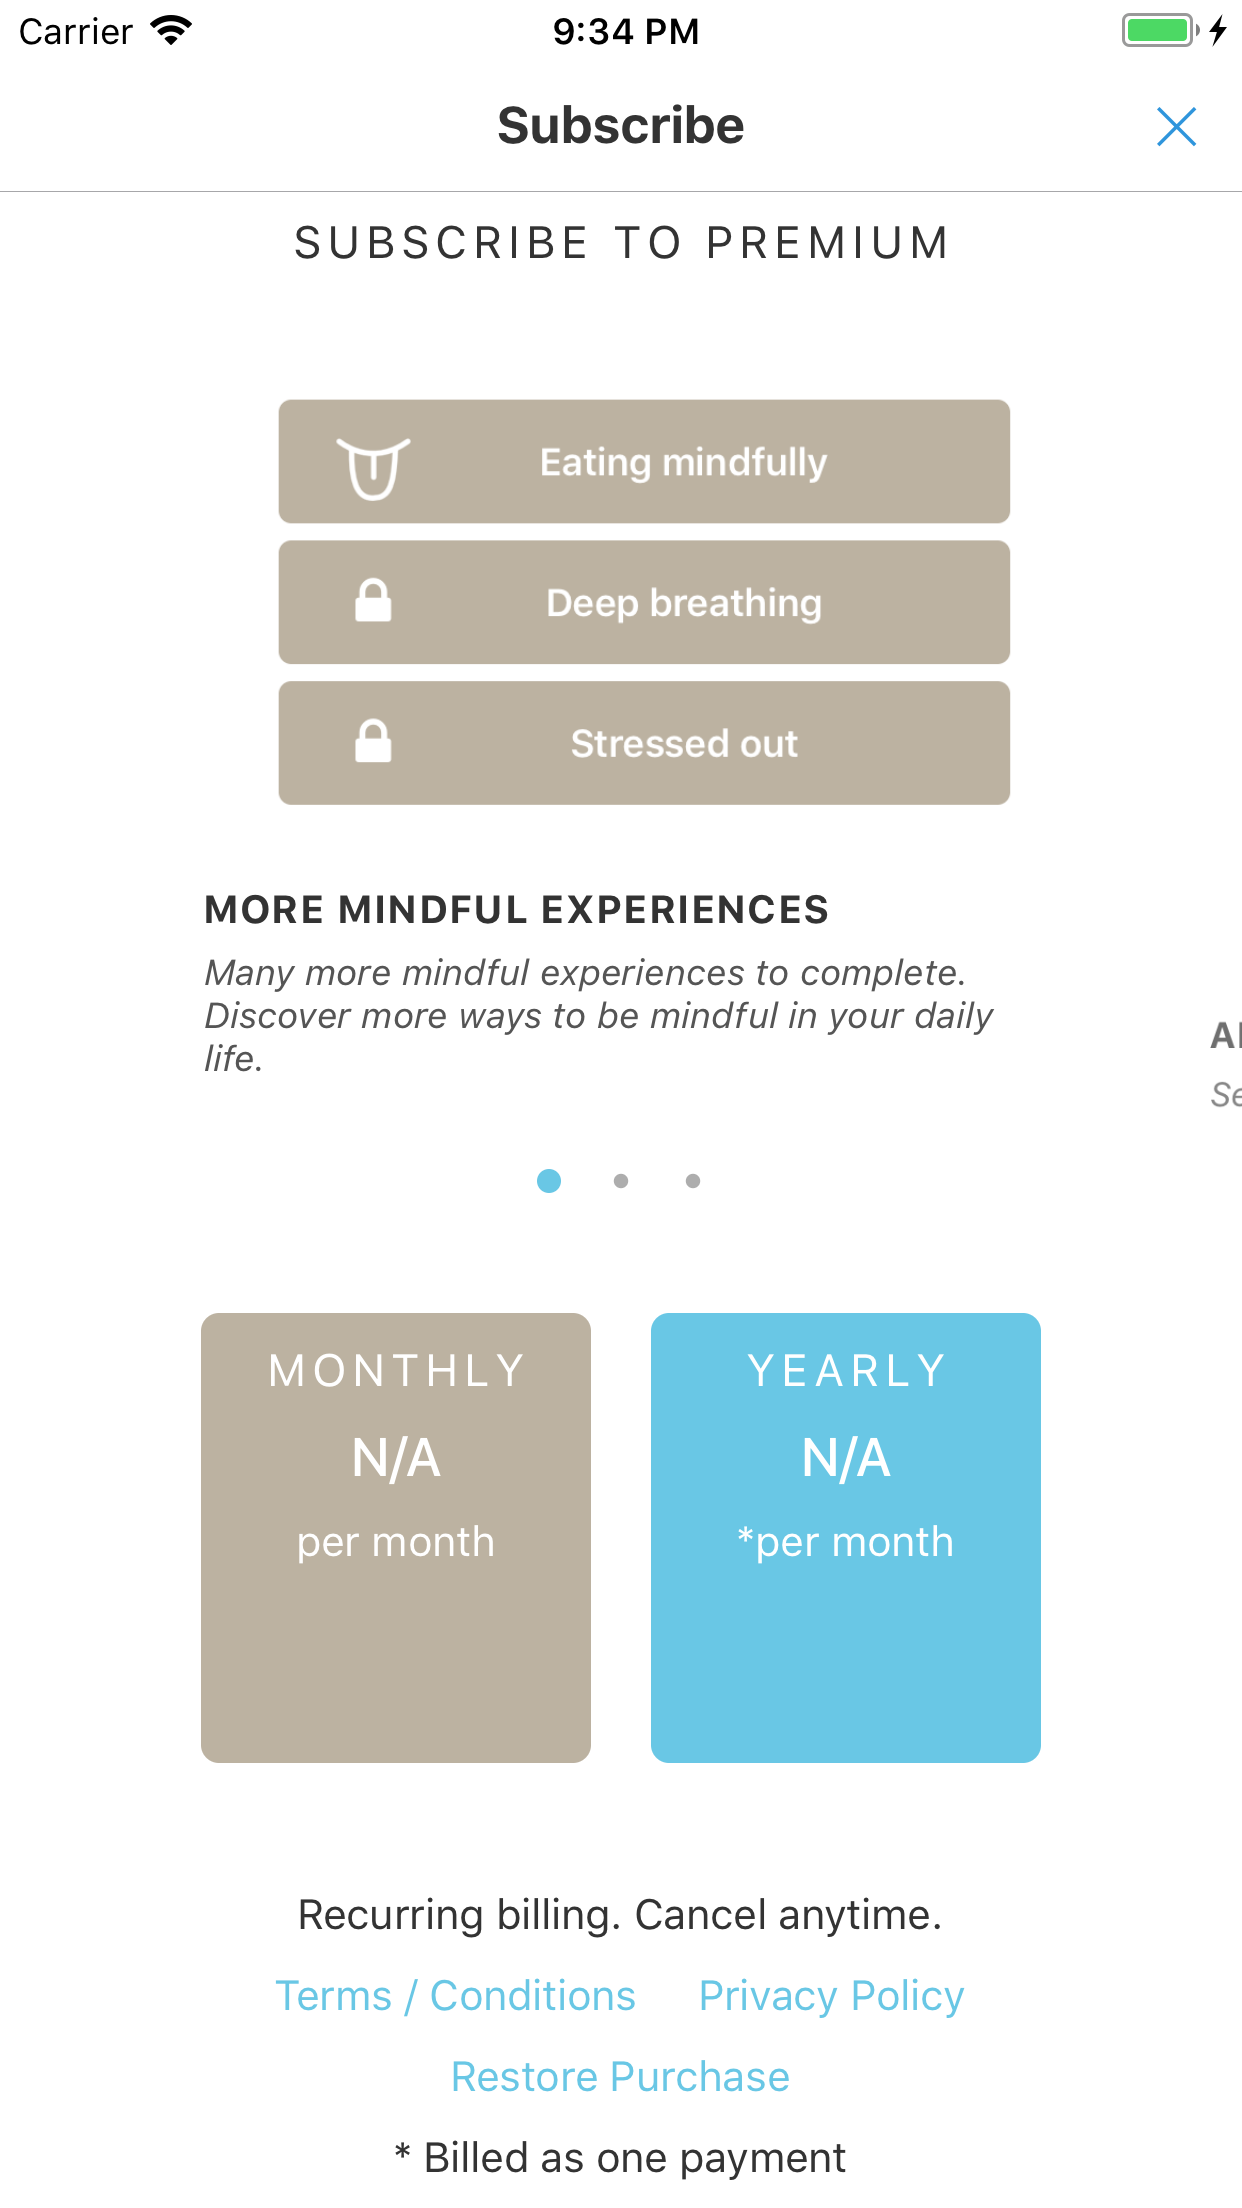 Carrier 9:34 PM
Subscribe
SUBSCRIBE TO PREMIUM
Eating mindfully
Deep breathing
Stressed out
MORE MINDFUL EXPERIENCES
Many more mindful experiences to complete.
Discover more ways to be mindful in your daily
life.
Se
MONTHLY
N/A
per month
YEARLY
N/A
*per month
Recurring billing. Cancel anytime.
Terms / Conditions Privacy Policy
Restore Purchase
* Billed as one payment